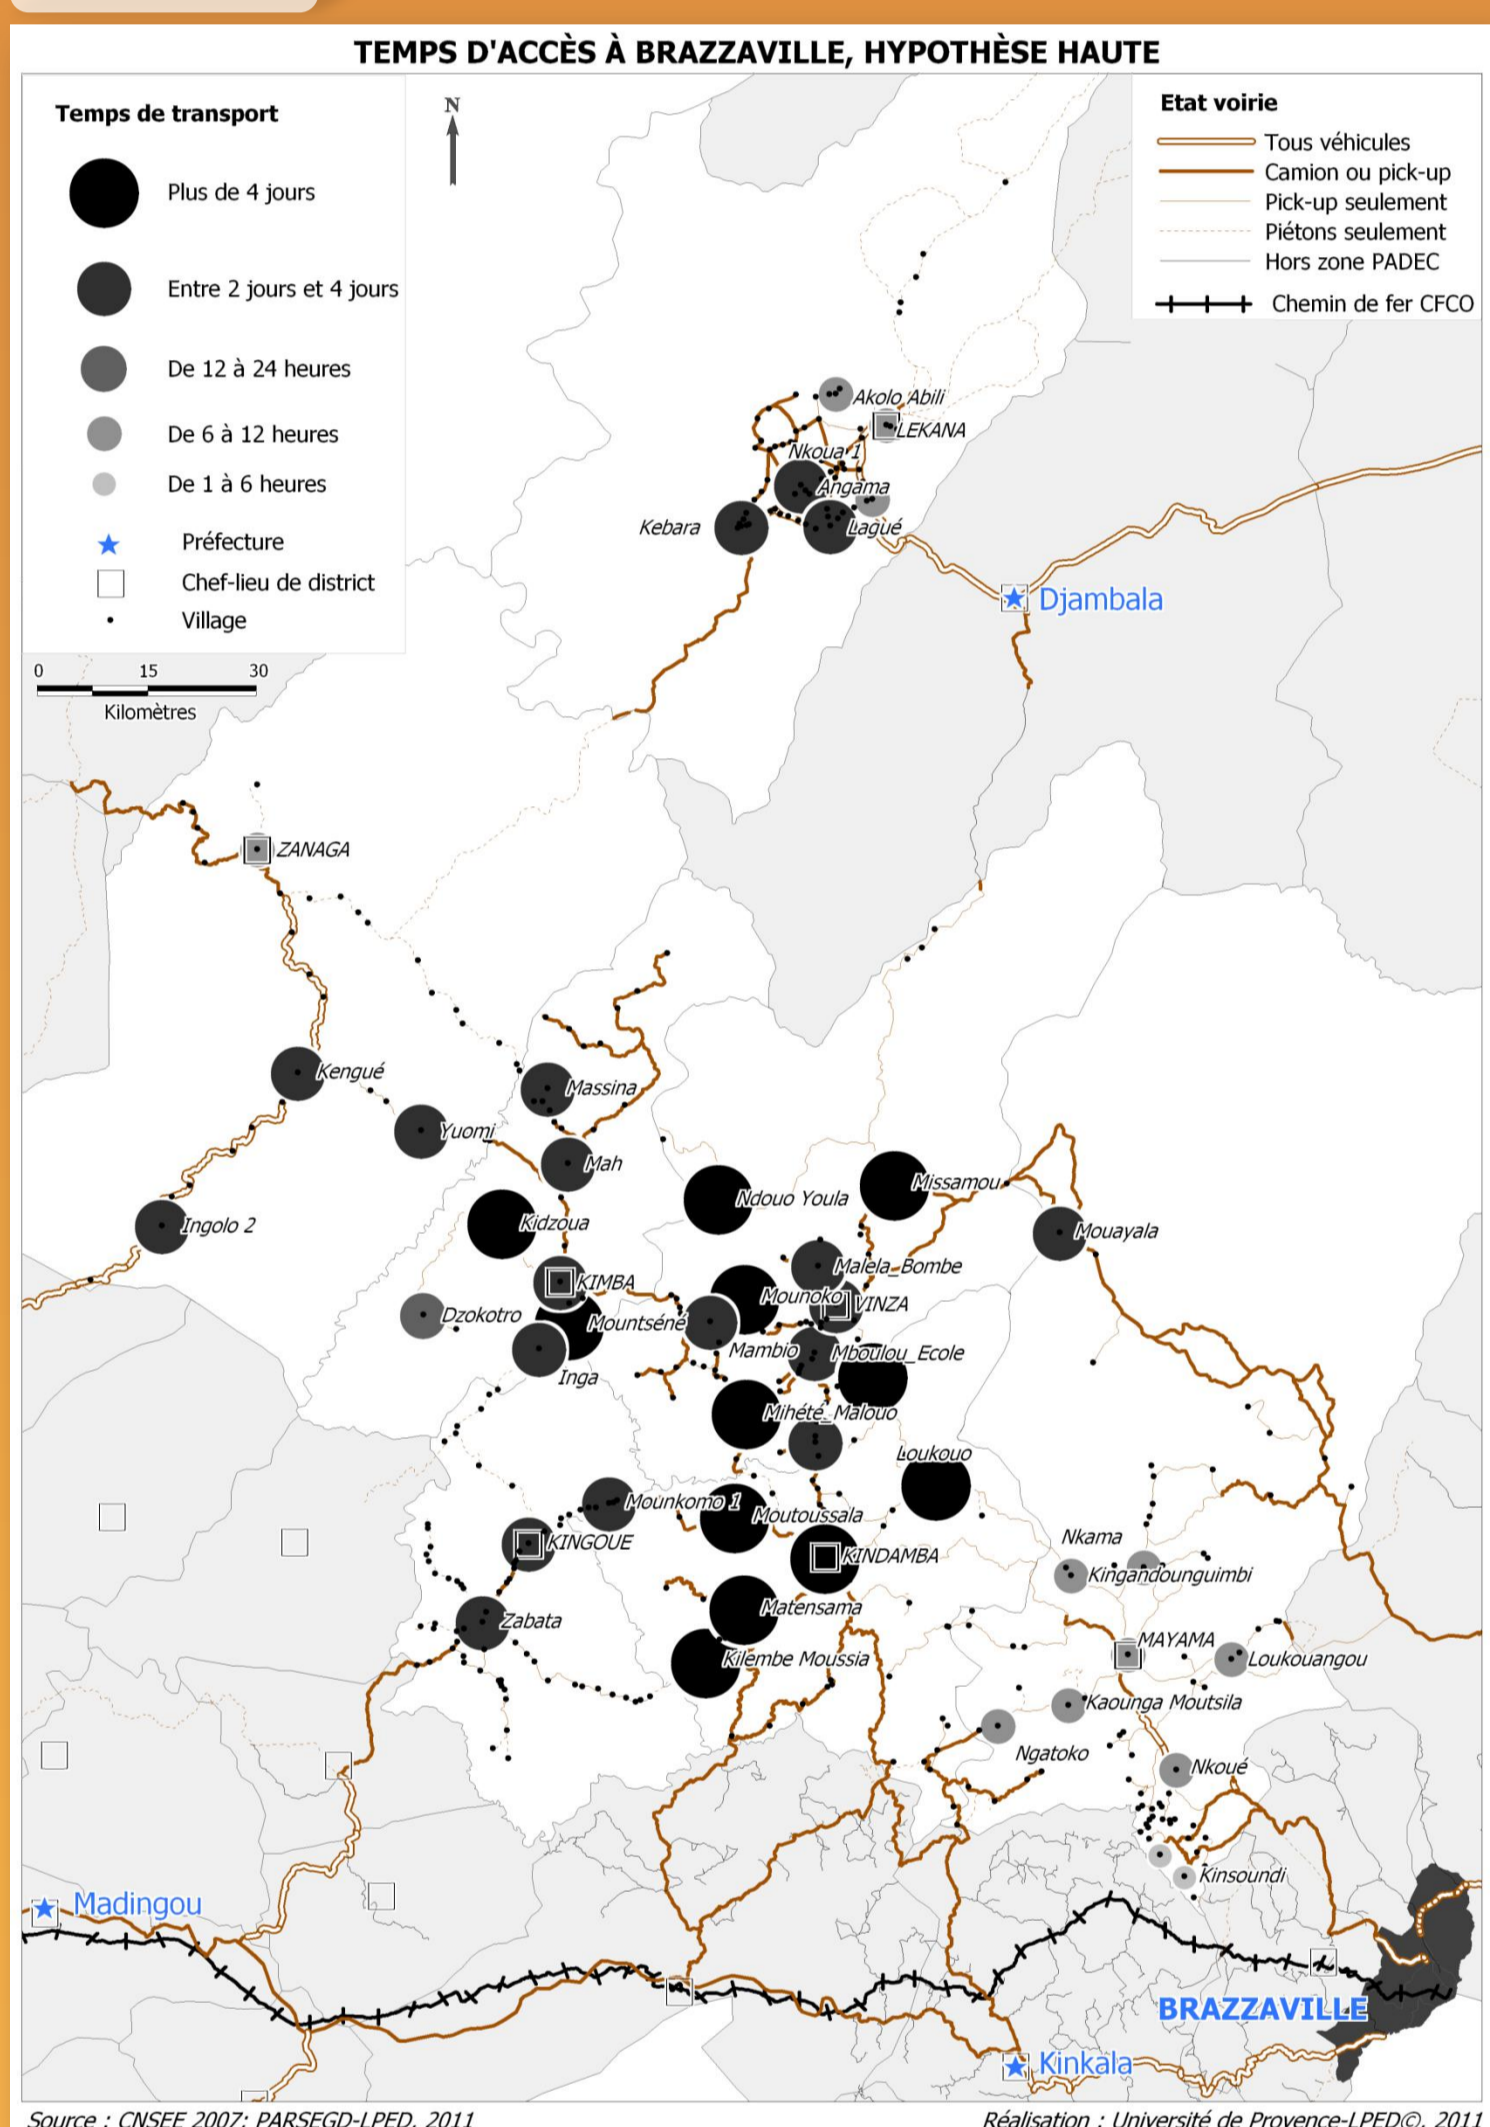 TEMPS D'ACCÈS À BRAZZAVILLE, HYPOTHÈSE HAUTE
Temps de transport
Plus de 4 jours
Entre 2 jours et 4 jours
De 12 à 24 heures
De 6 à 12 heures
De 1 à 6 heures
Préfecture
Chef-lieu de district
Village
0 15 30
Kilomètres
N
Etat voirie
Tous véhicules
Camion ou pick-up
Pick-up seulement
Piétons seulement
Hors zone PADEC
Chemin de fer CFCO
Akolo Abili
LEKANA
Nkoua 1
Angama
Kebara
Lagué
Djambala
ZANAGA
Kengué
Massina
Yuomi
Mah
Missamou
Ndouo Youla
Kidzoua
Ingolo 2
Mouayala
Malela_Bombe
KIMBA
Mounoko
VINZA
Dzokotro
Mountséné
Mambio
Mboulou_Ecole
Inga
Mihété_Malouo
Loukouo
Mounkomo 1
Moutoussala
Nkama
KINGOUE
KINDAMBA
Kingandounguimbi
Matensama
Zabata
MAYAMA
Kilembe Moussia
Loukouangou
Kaounga Moutsila
Ngatoko
Nkoué
Kinsoundi
Madingou
BRAZZAVILLE
Kinkala
Source : CNSEE 2007; PARSEGD-LPED, 2011
Réalisation : Université de Provence-LPED©, 2011